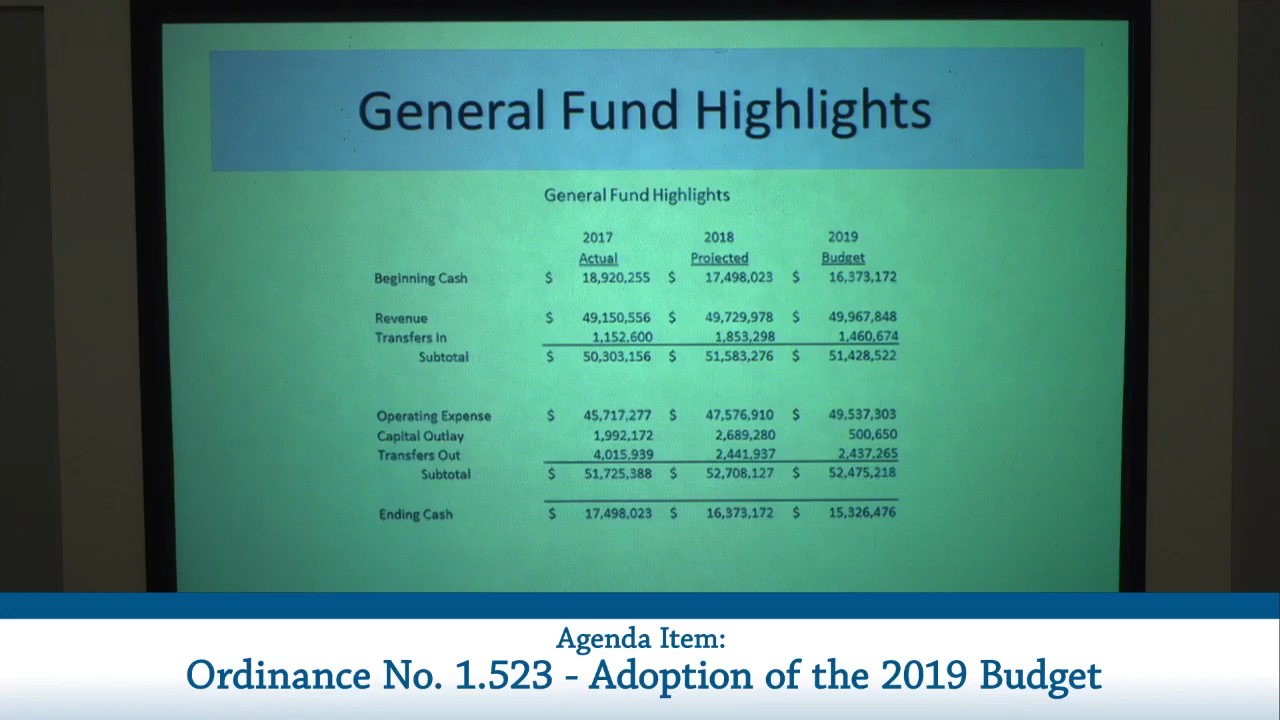 General Fund Highlights
General Fund Highlights
2017 2018 2019
Actual Projected Budget
Beginning Cash $ 18,920,255 $ 17,498,023 $ 16,373,172
Revenue $ 49,150,556 $ 49,729,978 $ 49,967,848
Transfers In 1,152,600 1,853,298 1,460,674
Subtotal $ 50,303,156 $ 51,583,276 $ 51,428,522
Operating Expense $ 45,717,277 $ 47,576,910 $ 49,537,303
Capital Outlay 1,992,172 2,689,280 500,650
Transfers Out 4,015,939 2,441,937 2,437,265
Subtotal $ 51,725,388 $ 52,708,127 $ 52,475,218
Ending Cash $ 17,498,023 $ 16,373,172 $ 15,326,476
Agenda Item:
Ordinance No. 1.523 - Adoption of the 2019 Budget